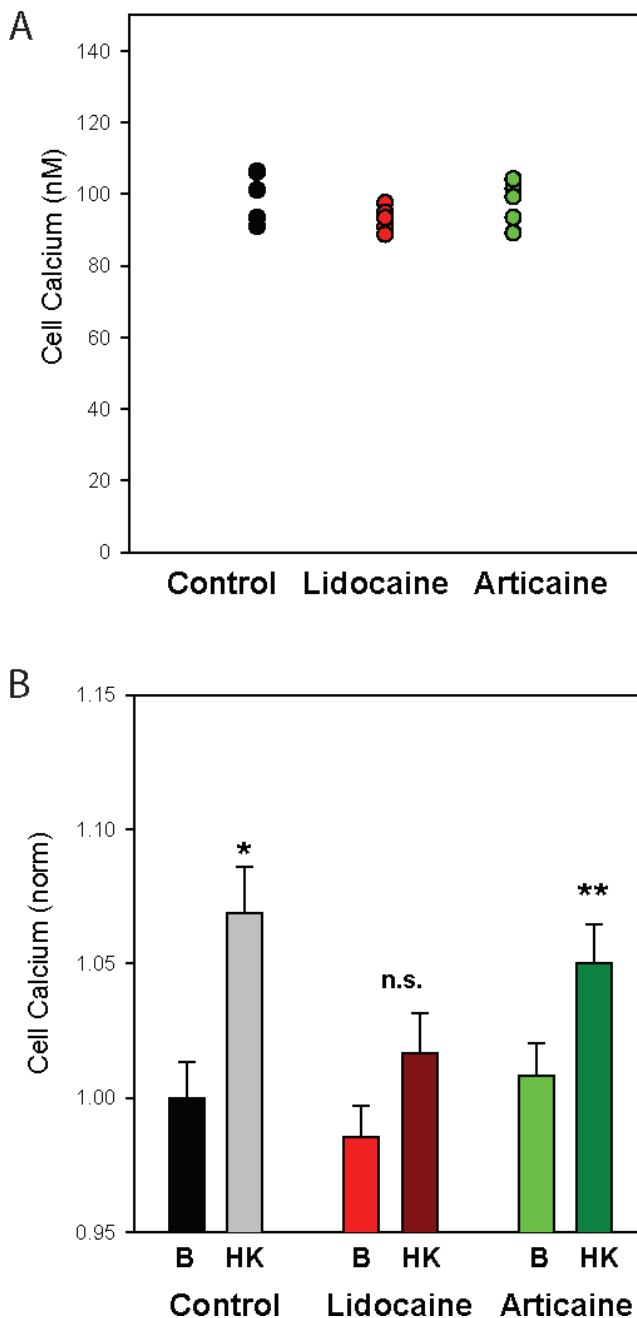 A
Cell Calcium (nM)
140
120
100
80
60
40
20
0
Control Lidocaine Articaine
B
Cell Calcium (norm)
1.15
1.10
1.05
1.00
0.95
*
n.s.
**
B HK B HK B HK
Control Lidocaine Articaine